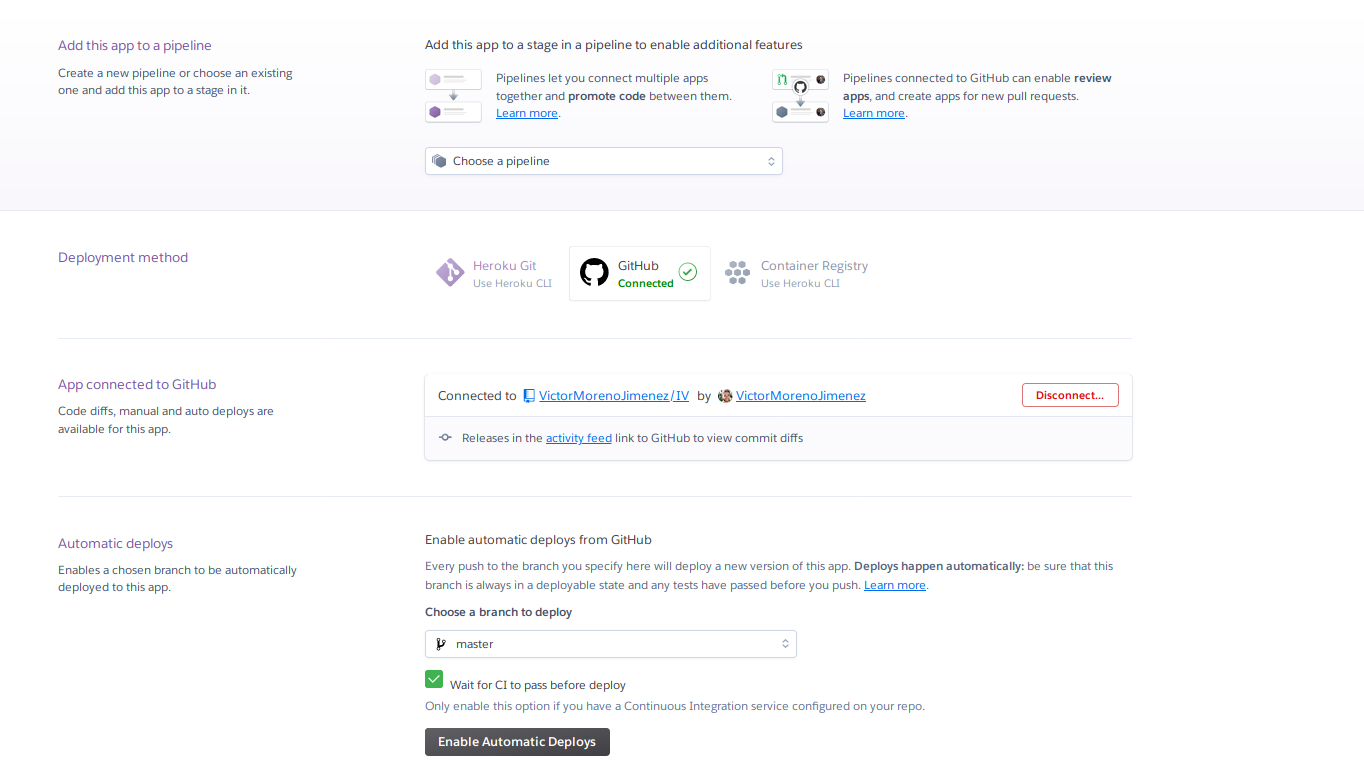 Add this app to a pipeline
Create a new pipeline or choose an existing
one and add this app to a stage in it.
Add this app to a stage in a pipeline to enable additional features
Pipelines let you connect multiple apps
together and promote code between them.
Learn more.
Pipelines connected to GitHub can enable review
apps, and create apps for new pull requests.
Learn more.
Choose a pipeline
Deployment method
Heroku Git
Use Heroku CLI
GitHub
Connected
Container Registry
Use Heroku CLI
App connected to GitHub
Code diffs, manual and auto deploys are
available for this app.
Connected to VictorMorenoJimenez/IV by VictorMorenoJimenez
Disconnect...
Releases in the activity feed link to GitHub to view commit diffs
Automatic deploys
Enables a chosen branch to be automatically
deployed to this app.
Enable automatic deploys from GitHub
Every push to the branch you specify here will deploy a new version of this app. Deploys happen automatically: be sure that this
branch is always in a deployable state and any tests have passed before you push. Learn more.
Choose a branch to deploy
master
Wait for CI to pass before deploy
Only enable this option if you have a Continuous Integration service configured on your repo.
Enable Automatic Deploys